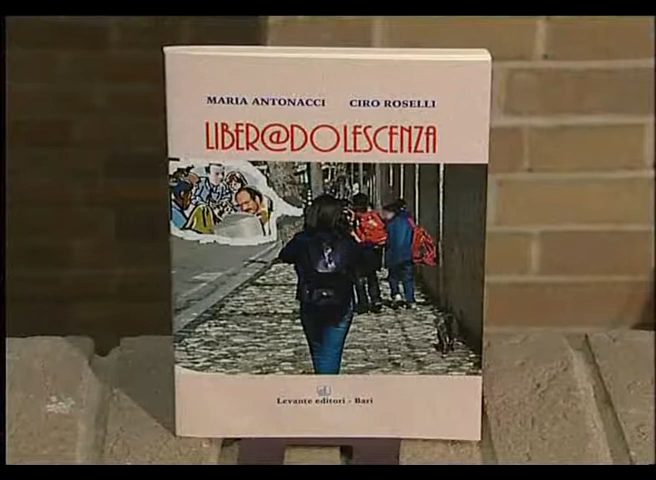 MARIA ANTONACCI CIRO ROSELLI
LIBER@DOLESCENZA
Levante editori - Bari